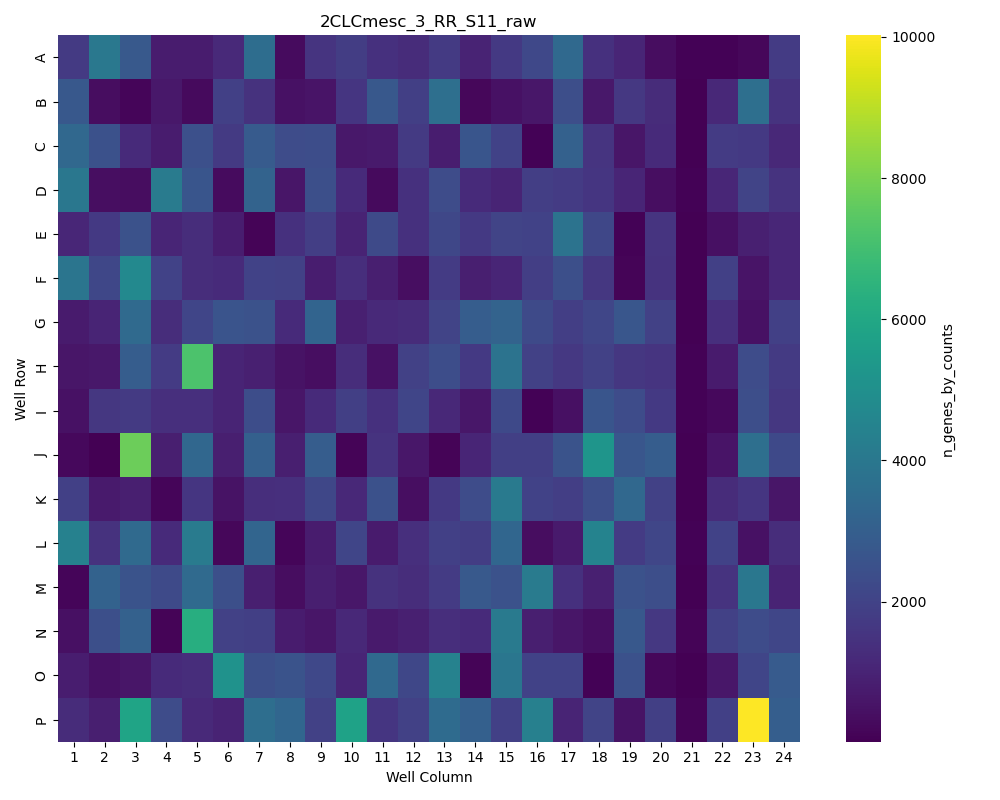 2CLCmesc_3_RR_S11_raw
Well Row
A
B
C
D
E
F
G
H
I
J
K
L
M
N
O
P
1 2 3 4 5 6 7 8 9 10 11 12 13 14 15 16 17 18 19 20 21 22 23 24
Well Column
10000
8000
6000
4000
2000
n_genes_by_counts